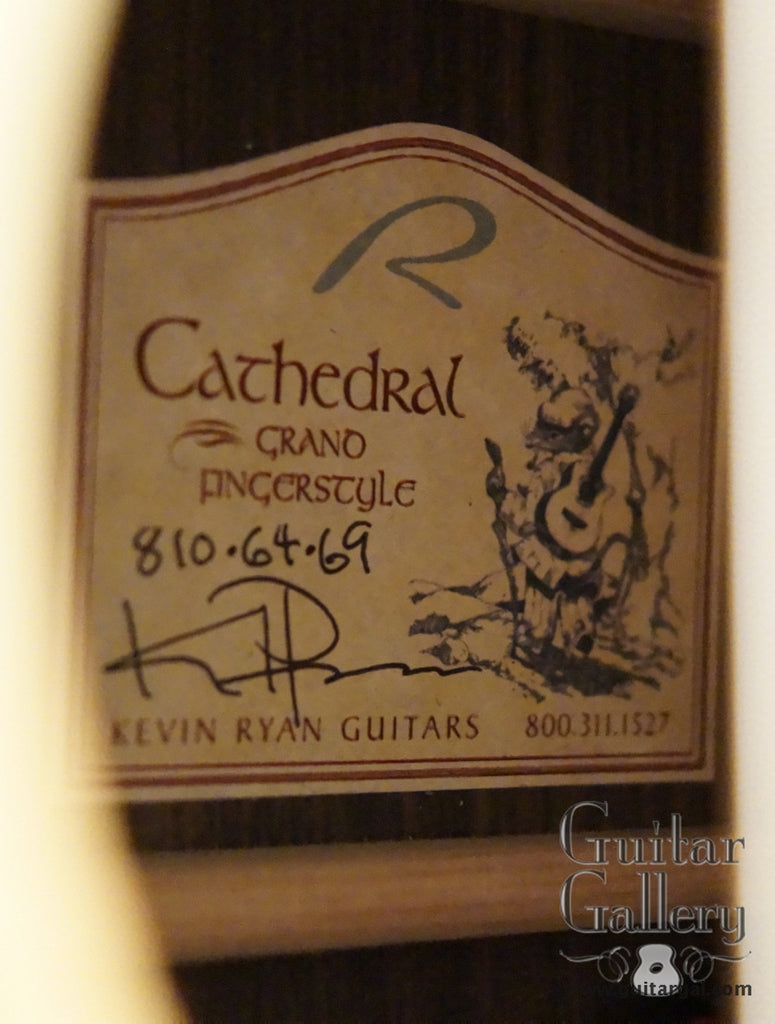 R
Cathedral
GRAND
FINGERSTYLE
810.64.69
KEVIN RYAN GUITARS 800.311.1527
Guitar
Gallery